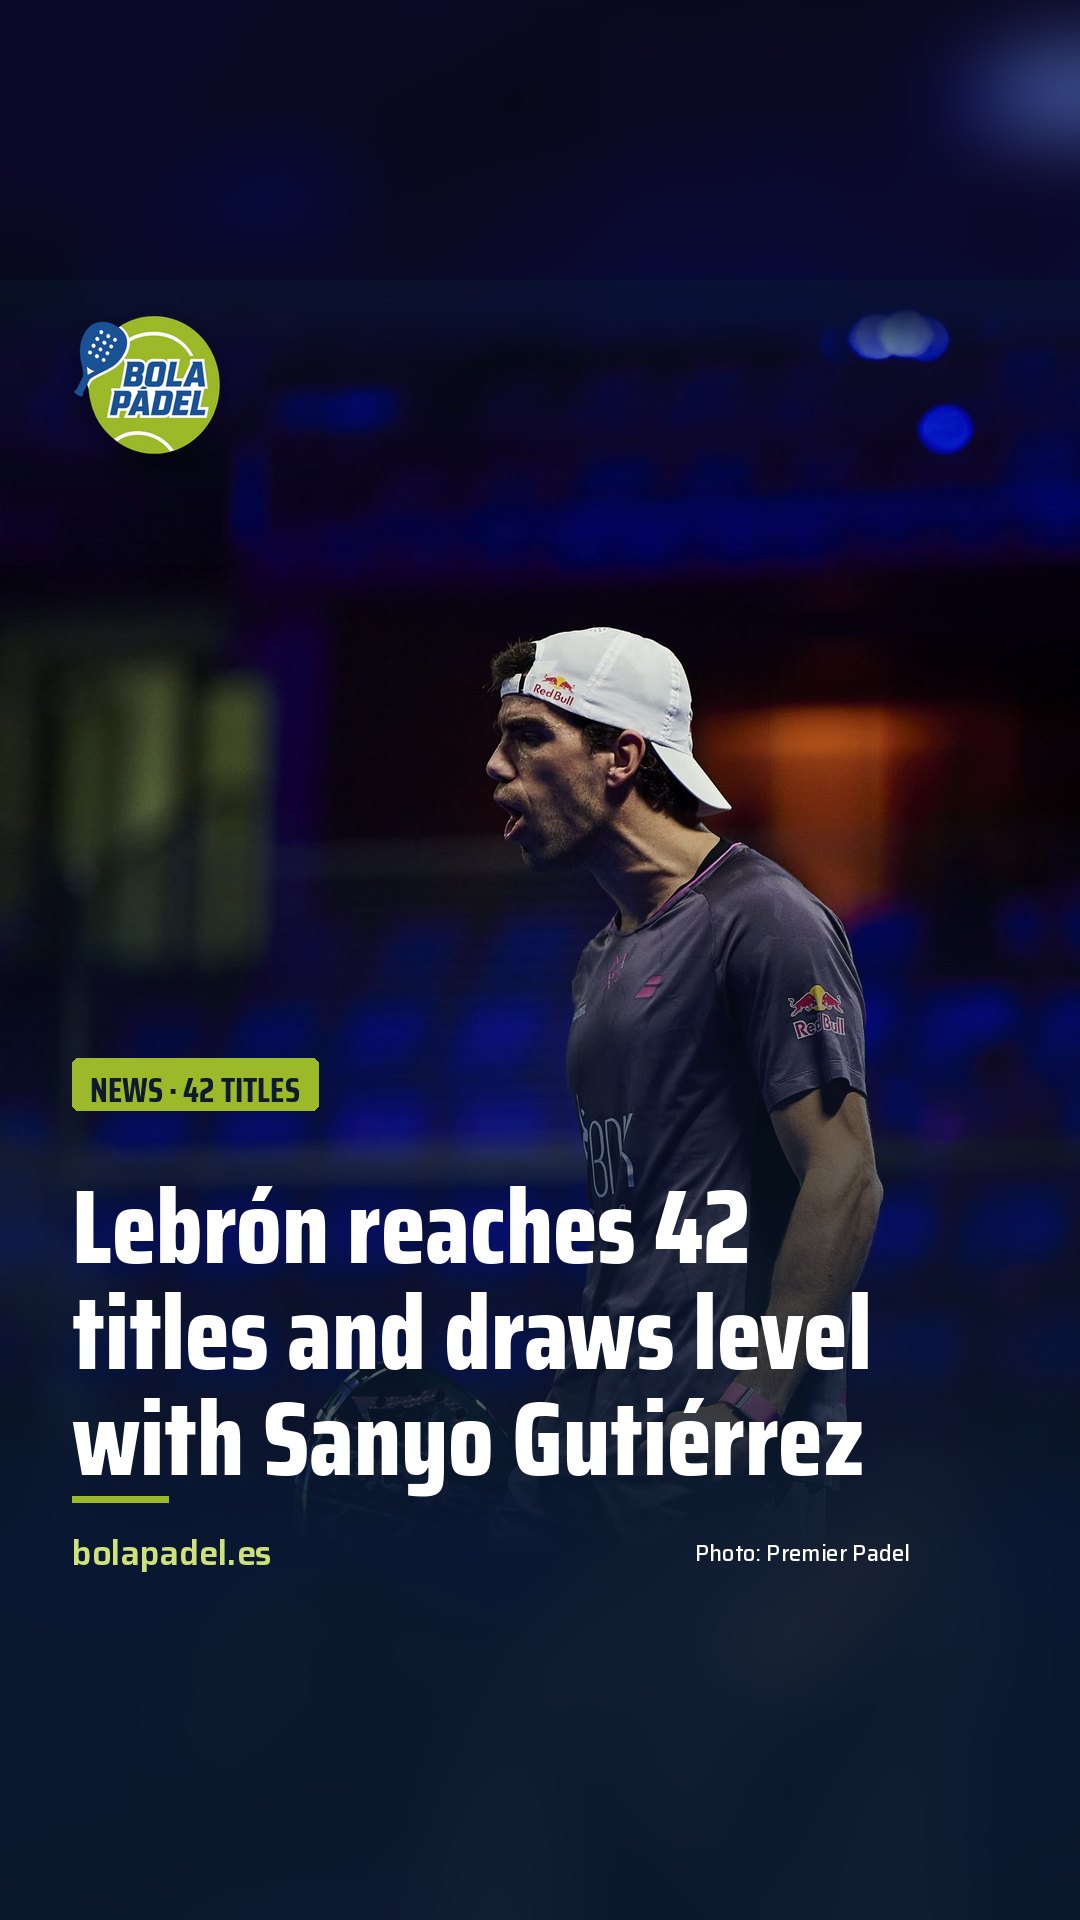 BOLA
PÁDEL
Red Bull
Red Bull
NEWS · 42 TITLES
Lebrón reaches 42
titles and draws level
with Sanyo Gutiérrez
bolapadel.es
Photo: Premier Padel